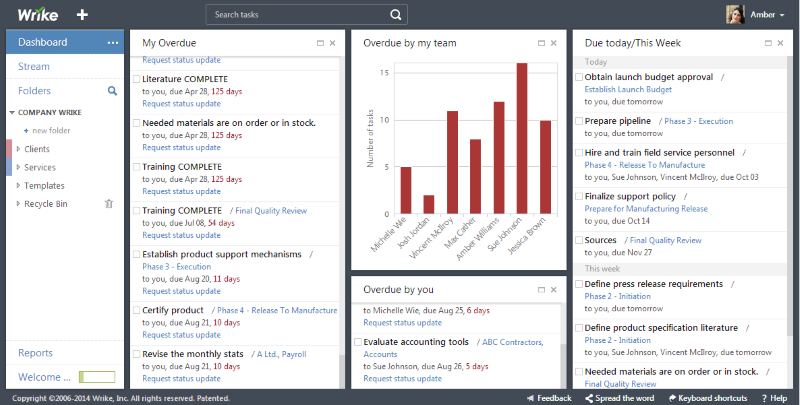 Wrike
Search tasks
Amber
Dashboard
Stream
Folders
COMPANY WRIKE
+ new folder
Clients
Services
Templates
Recycle Bin
Reports
Welcome ...
My Overdue
Request status update
Literature COMPLETE
to you, due Apr 28, 125 days
Request status update
Needed materials are on order or in stock.
to you, due Apr 28, 125 days
Request status update
Training COMPLETE
to you, due Apr 28, 125 days
Request status update
Training COMPLETE / Final Quality Review
to you, due Jul 08, 54 days
Request status update
Establish product support mechanisms /
Phase 3 - Execution
to you, due Aug 20, 11 days
Request status update
Certify product / Phase 4 - Release To Manufacture
to you, due Aug 21, 10 days
Request status update
Revise the monthly stats / A Ltd., Payroll
to you, due Aug 21, 10 days
Request status update
Overdue by my team
Number of tasks
15
10
5
0
Michelle Wie
Josh Jordan
Vincent McIlroy
Max Cather
Amber Williams
Sue Johnson
Jessica Brown
Overdue by you
to Michelle Wie, due Aug 25, 6 days
Request status update
Evaluate accounting tools / ABC Contractors,
Accounts
to Sue Johnson, due Aug 26, 5 days
Request status update
Due today/This Week
Today
Obtain launch budget approval /
Establish Launch Budget
to you, due tomorrow
Prepare pipeline / Phase 3 - Execution
to you, due tomorrow
Hire and train field service personnel /
Phase 4 - Release To Manufacture
to you, Sue Johnson, Vincent McIlroy, due Oct 03
Finalize support policy /
Prepare for Manufacturing Release
to you, due Oct 14
Sources / Final Quality Review
to you, due Nov 27
This week
Define press release requirements /
Phase 2 - Initiation
to you, due tomorrow
Define product specification literature /
Phase 2 - Initiation
to you, Sue Johnson, Vincent McIlroy, due tomorrow
Needed materials are on order or in stock. /
Final Quality Review
Copyright ©2006-2014 Wrike, Inc. All rights reserved. Patented.
Feedback
Spread the word
Keyboard shortcuts
? Help